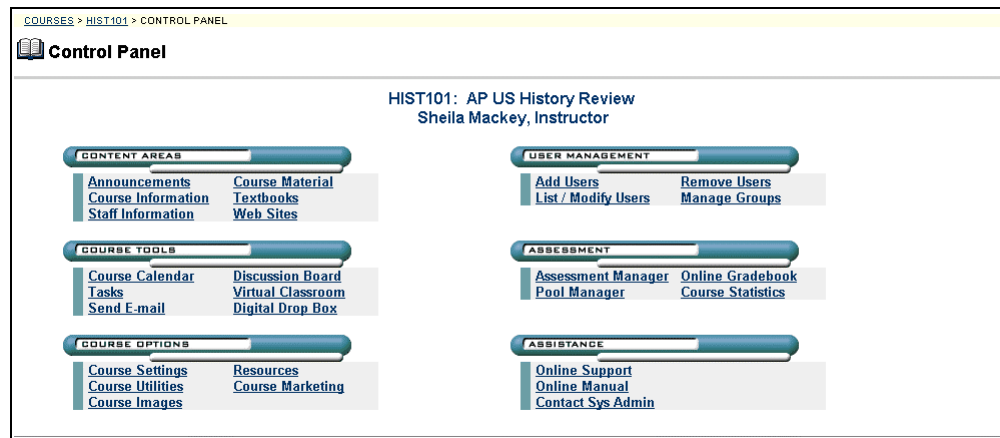 COURSES > HIST101 > CONTROL PANEL
Control Panel
HIST101: AP US History Review
Sheila Mackey, Instructor
CONTENT AREAS
Announcements Course Material
Course Information Textbooks
Staff Information Web Sites
USER MANAGEMENT
Add Users Remove Users
List / Modify Users Manage Groups
COURSE TOOLS
Course Calendar Discussion Board
Tasks Virtual Classroom
Send E-mail Digital Drop Box
ASSESSMENT
Assessment Manager Online Gradebook
Pool Manager Course Statistics
COURSE OPTIONS
Course Settings Resources
Course Utilities Course Marketing
Course Images
ASSISTANCE
Online Support
Online Manual
Contact Sys Admin